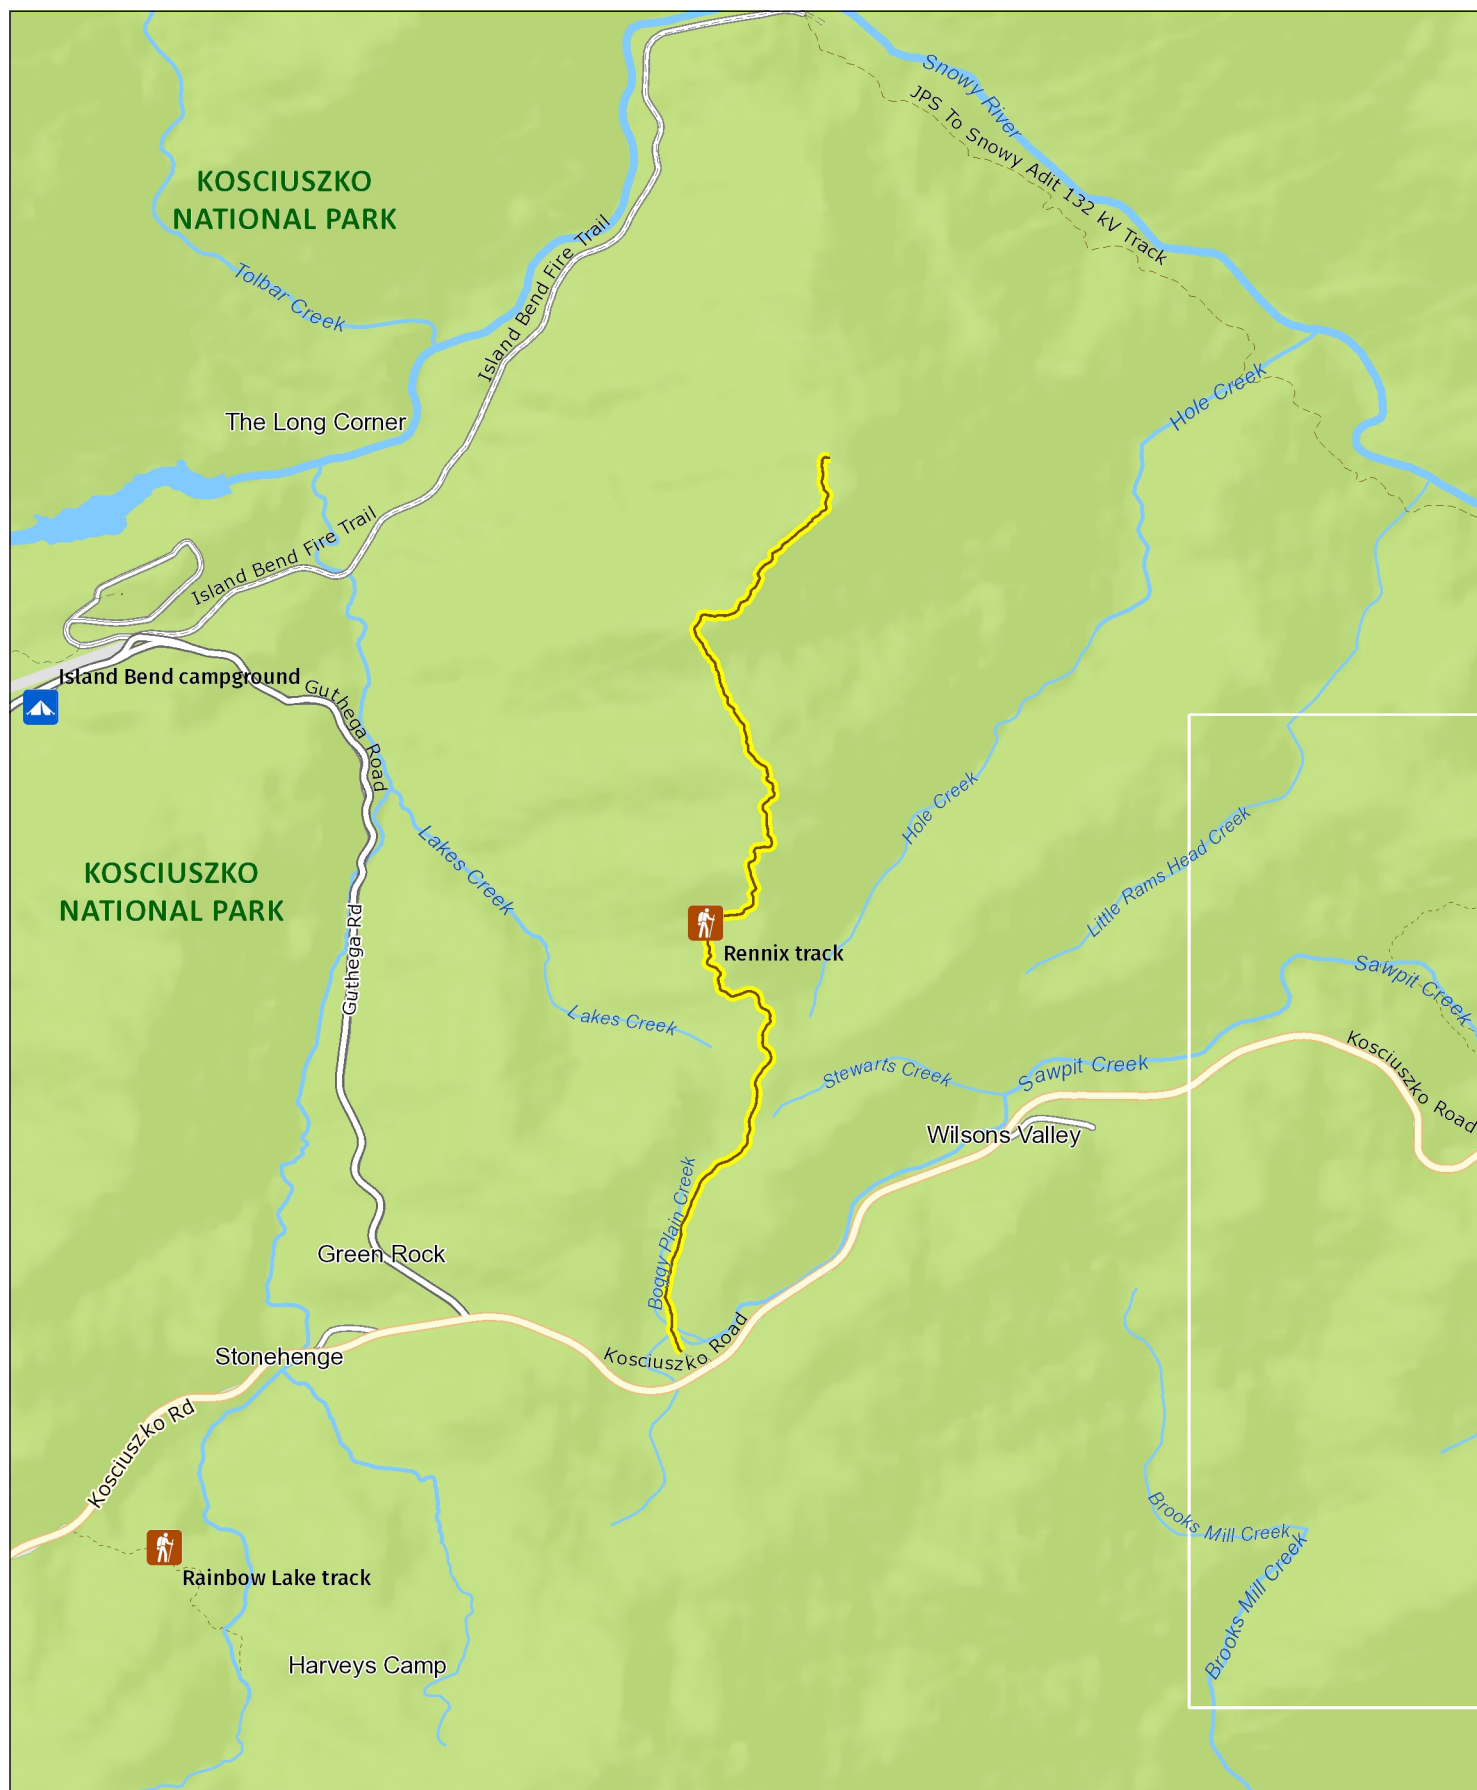 Snowy River
JPS To Snowy Adit 132 kV Track
KOSCIUSZKO
NATIONAL PARK
Island Bend Fire Trail
Tolbar Creek
Hole Creek
The Long Corner
Island Bend Fire Trail
Island Bend campground
Guthega Road
Hole Creek
Lakes Creek
Little Rams Head Creek
KOSCIUSZKO
NATIONAL PARK
Guthega Rd
Rennix track
Sawpit Creek
Lakes Creek
Stewarts Creek
Sawpit Creek
Kosciuszko Road
Wilsons Valley
Boggy Plain Creek
Green Rock
Kosciuszko Road
Stonehenge
Kosciuszko Rd
Brooks Mill Creek
Rainbow Lake track
Brooks Mill Creek
Harveys Camp